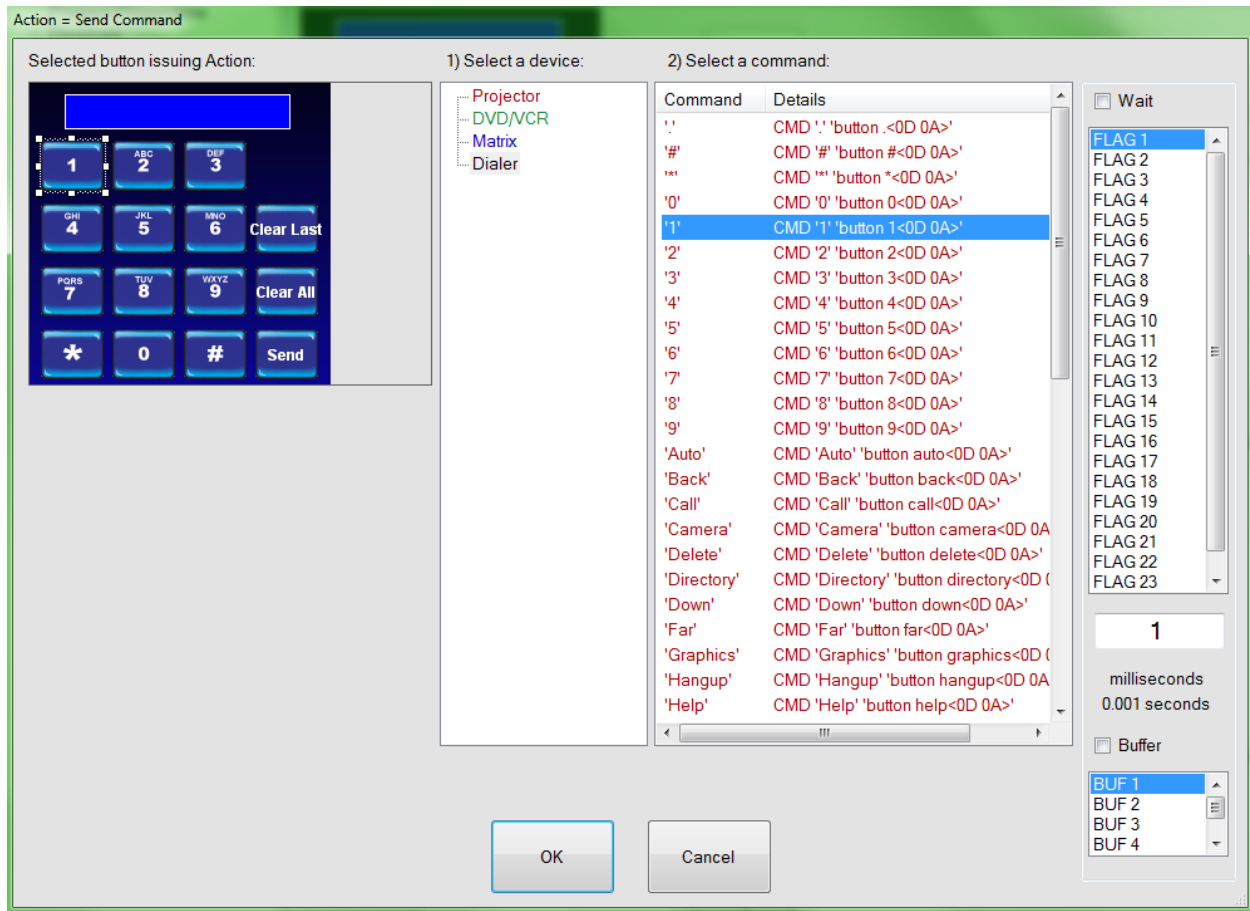 Action = Send Command
Selected button issuing Action:
1
ABC
2
DEF
3
GHI
4
JKL
5
MNO
6
Clear Last
PQRS
7
TUV
8
WXYZ
9
Clear All
*
0
#
Send
1) Select a device:
Projector
DVD/VCR
Matrix
Dialer
2) Select a command:
Command Details
'.' CMD '.' 'button .<0D 0A>'
'#' CMD '#' 'button #<0D 0A>'
'*' CMD '*' 'button *<0D 0A>'
'0' CMD '0' 'button 0<0D 0A>'
'1' CMD '1' 'button 1<0D 0A>'
'2' CMD '2' 'button 2<0D 0A>'
'3' CMD '3' 'button 3<0D 0A>'
'4' CMD '4' 'button 4<0D 0A>'
'5' CMD '5' 'button 5<0D 0A>'
'6' CMD '6' 'button 6<0D 0A>'
'7' CMD '7' 'button 7<0D 0A>'
'8' CMD '8' 'button 8<0D 0A>'
'9' CMD '9' 'button 9<0D 0A>'
'Auto' CMD 'Auto' 'button auto<0D 0A>'
'Back' CMD 'Back' 'button back<0D 0A>'
'Call' CMD 'Call' 'button call<0D 0A>'
'Camera' CMD 'Camera' 'button camera<0D 0A
'Delete' CMD 'Delete' 'button delete<0D 0A>'
'Directory' CMD 'Directory' 'button directory<0D (
'Down' CMD 'Down' 'button down<0D 0A>'
'Far' CMD 'Far' 'button far<0D 0A>'
'Graphics' CMD 'Graphics' 'button graphics<0D (
'Hangup' CMD 'Hangup' 'button hangup<0D 0A
'Help' CMD 'Help' 'button help<0D 0A>'
Wait
FLAG 1
FLAG 2
FLAG 3
FLAG 4
FLAG 5
FLAG 6
FLAG 7
FLAG 8
FLAG 9
FLAG 10
FLAG 11
FLAG 12
FLAG 13
FLAG 14
FLAG 15
FLAG 16
FLAG 17
FLAG 18
FLAG 19
FLAG 20
FLAG 21
FLAG 22
FLAG 23
1
milliseconds
0.001 seconds
Buffer
BUF 1
BUF 2
BUF 3
BUF 4
OK
Cancel